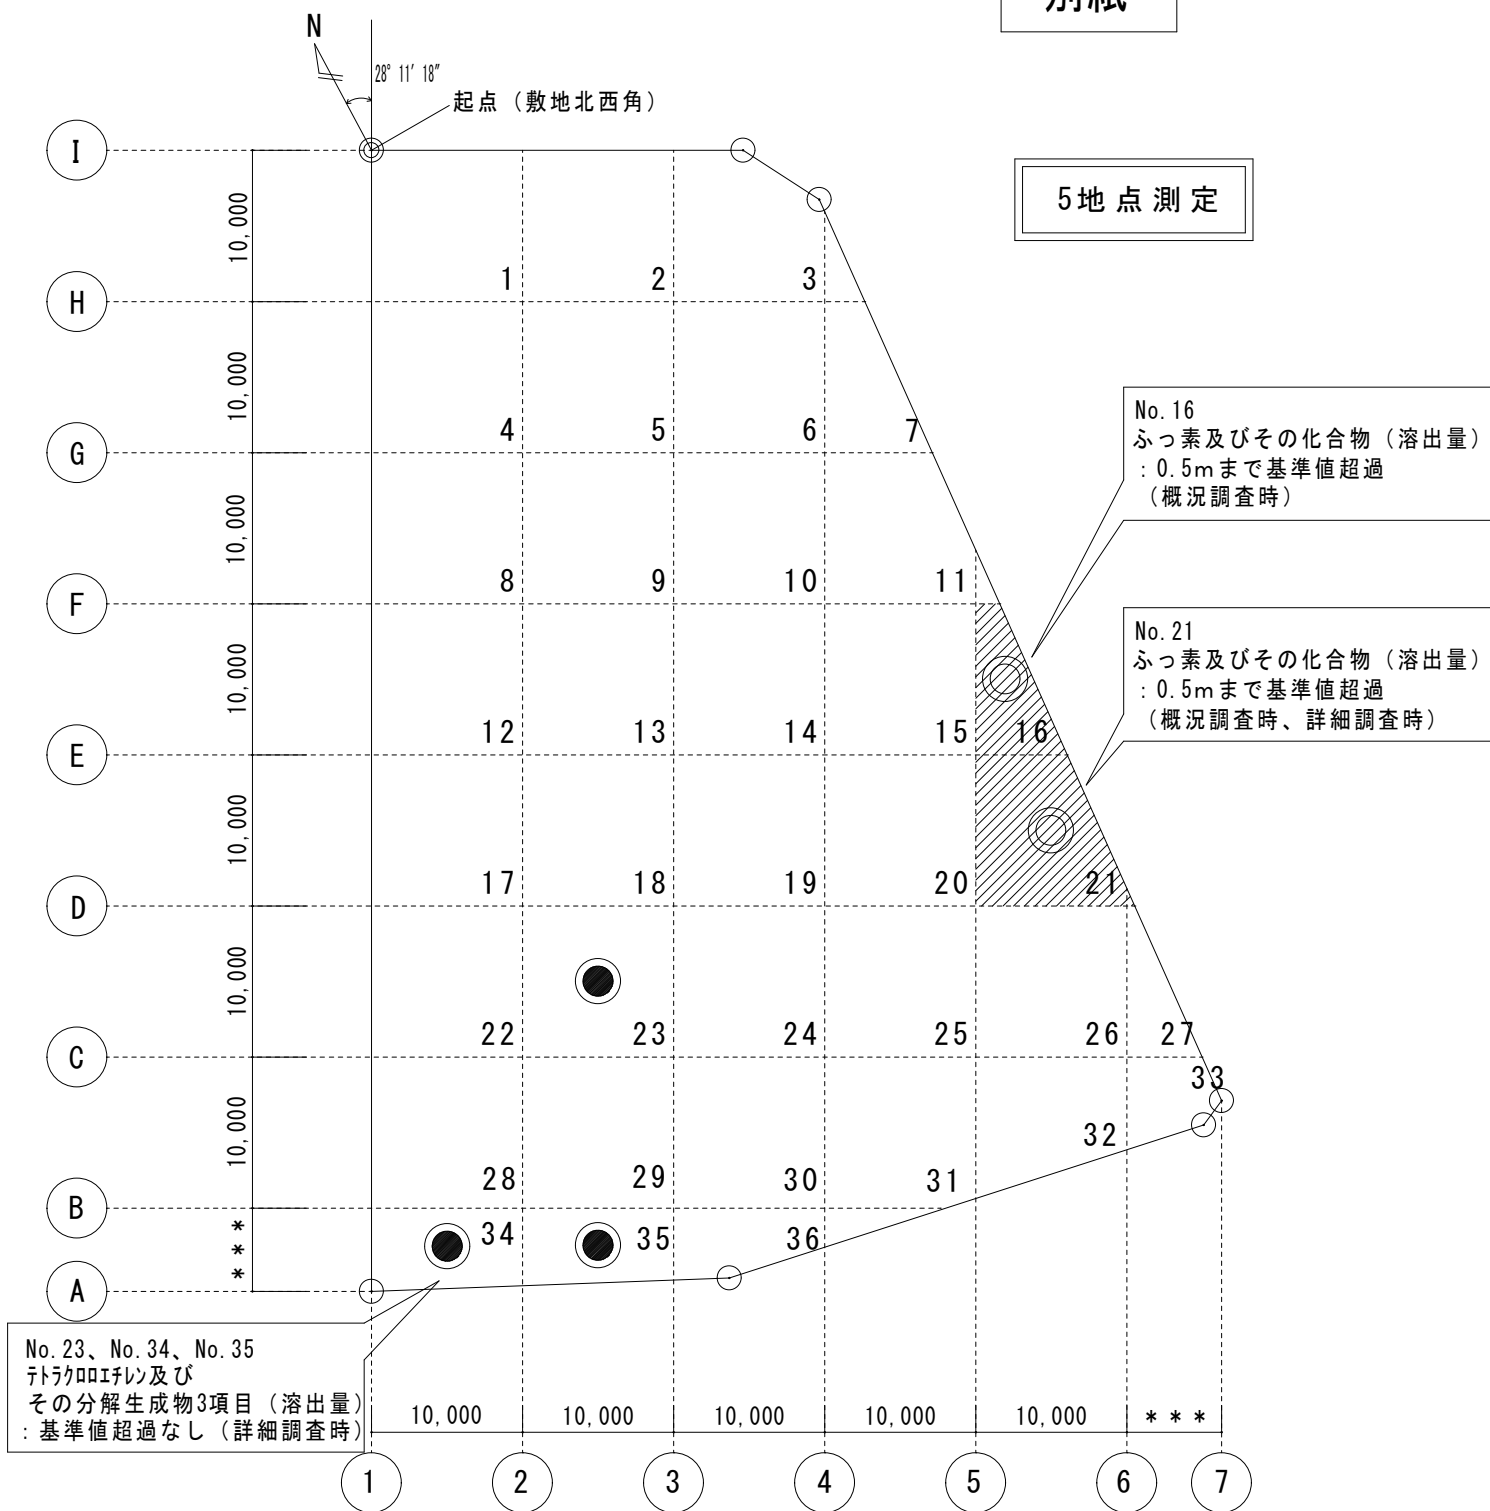 別紙
N
28° 11′ 18″
起点（敷地北西角）
5地点測定
I
H
G
F
E
D
C
B
A
10,000
10,000
10,000
10,000
10,000
10,000
10,000
***
1 2 3
4 5 6 7
8 9 10 11
12 13 14 15 16
17 18 19 20 21
22 23 24 25 26 27
33
32
28 29 30 31
34 35 36
No.16
ふっ素及びその化合物（溶出量）
：0.5mまで基準値超過
（概況調査時）
No.21
ふっ素及びその化合物（溶出量）
：0.5mまで基準値超過
（概況調査時、詳細調査時）
No.23、No.34、No.35
ﾃﾄﾗｸﾛﾛｴﾁﾚﾝ及び
その分解生成物3項目（溶出量）
：基準値超過なし（詳細調査時）
10,000 10,000 10,000 10,000 10,000 ***
1 2 3 4 5 6 7